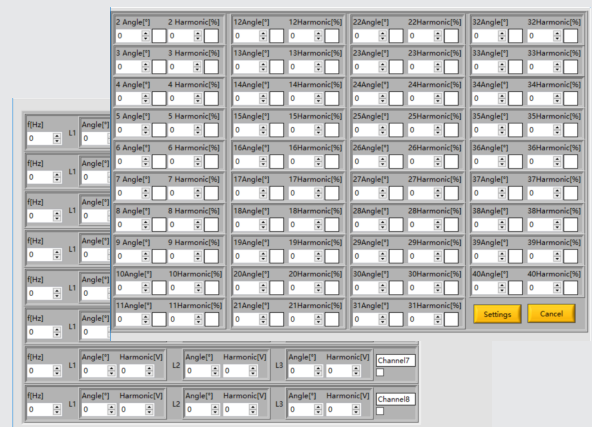 2 Angle[°] 2 Harmonic[%] 12Angle[°] 12Harmonic[%] 22Angle[°] 22Harmonic[%] 32Angle[°] 32Harmonic[%]
0 0 0 0 0 0 0 0
3 Angle[°] 3 Harmonic[%] 13Angle[°] 13Harmonic[%] 23Angle[°] 23Harmonic[%] 33Angle[°] 33Harmonic[%]
0 0 0 0 0 0 0 0
4 Angle[°] 4 Harmonic[%] 14Angle[°] 14Harmonic[%] 24Angle[°] 24Harmonic[%] 34Angle[°] 34Harmonic[%]
0 0 0 0 0 0 0 0
5 Angle[°] 5 Harmonic[%] 15Angle[°] 15Harmonic[%] 25Angle[°] 25Harmonic[%] 35Angle[°] 35Harmonic[%]
0 0 0 0 0 0 0 0
6 Angle[°] 6 Harmonic[%] 16Angle[°] 16Harmonic[%] 26Angle[°] 26Harmonic[%] 36Angle[°] 36Harmonic[%]
0 0 0 0 0 0 0 0
7 Angle[°] 7 Harmonic[%] 17Angle[°] 17Harmonic[%] 27Angle[°] 27Harmonic[%] 37Angle[°] 37Harmonic[%]
0 0 0 0 0 0 0 0
8 Angle[°] 8 Harmonic[%] 18Angle[°] 18Harmonic[%] 28Angle[°] 28Harmonic[%] 38Angle[°] 38Harmonic[%]
0 0 0 0 0 0 0 0
9 Angle[°] 9 Harmonic[%] 19Angle[°] 19Harmonic[%] 29Angle[°] 29Harmonic[%] 39Angle[°] 39Harmonic[%]
0 0 0 0 0 0 0 0
10Angle[°] 10Harmonic[%] 20Angle[°] 20Harmonic[%] 30Angle[°] 30Harmonic[%] 40Angle[°] 40Harmonic[%]
0 0 0 0 0 0 0 0
11Angle[°] 11Harmonic[%] 21Angle[°] 21Harmonic[%] 31Angle[°] 31Harmonic[%]
0 0 0 0 0 0
Settings Cancel
f[Hz] L1 Angle[°]
0 0
f[Hz] L1 Angle[°]
0 0
f[Hz] L1 Angle[°]
0 0
f[Hz] L1 Angle[°]
0 0
f[Hz] L1 Angle[°]
0 0
f[Hz] L1 Angle[°]
0 0
f[Hz] L1 Angle[°] Harmonic[V] L2 Angle[°] Harmonic[V] L3 Angle[°] Harmonic[V] Channel7
0 0 0 0 0 0 0
f[Hz] L1 Angle[°] Harmonic[V] L2 Angle[°] Harmonic[V] L3 Angle[°] Harmonic[V] Channel8
0 0 0 0 0 0 0